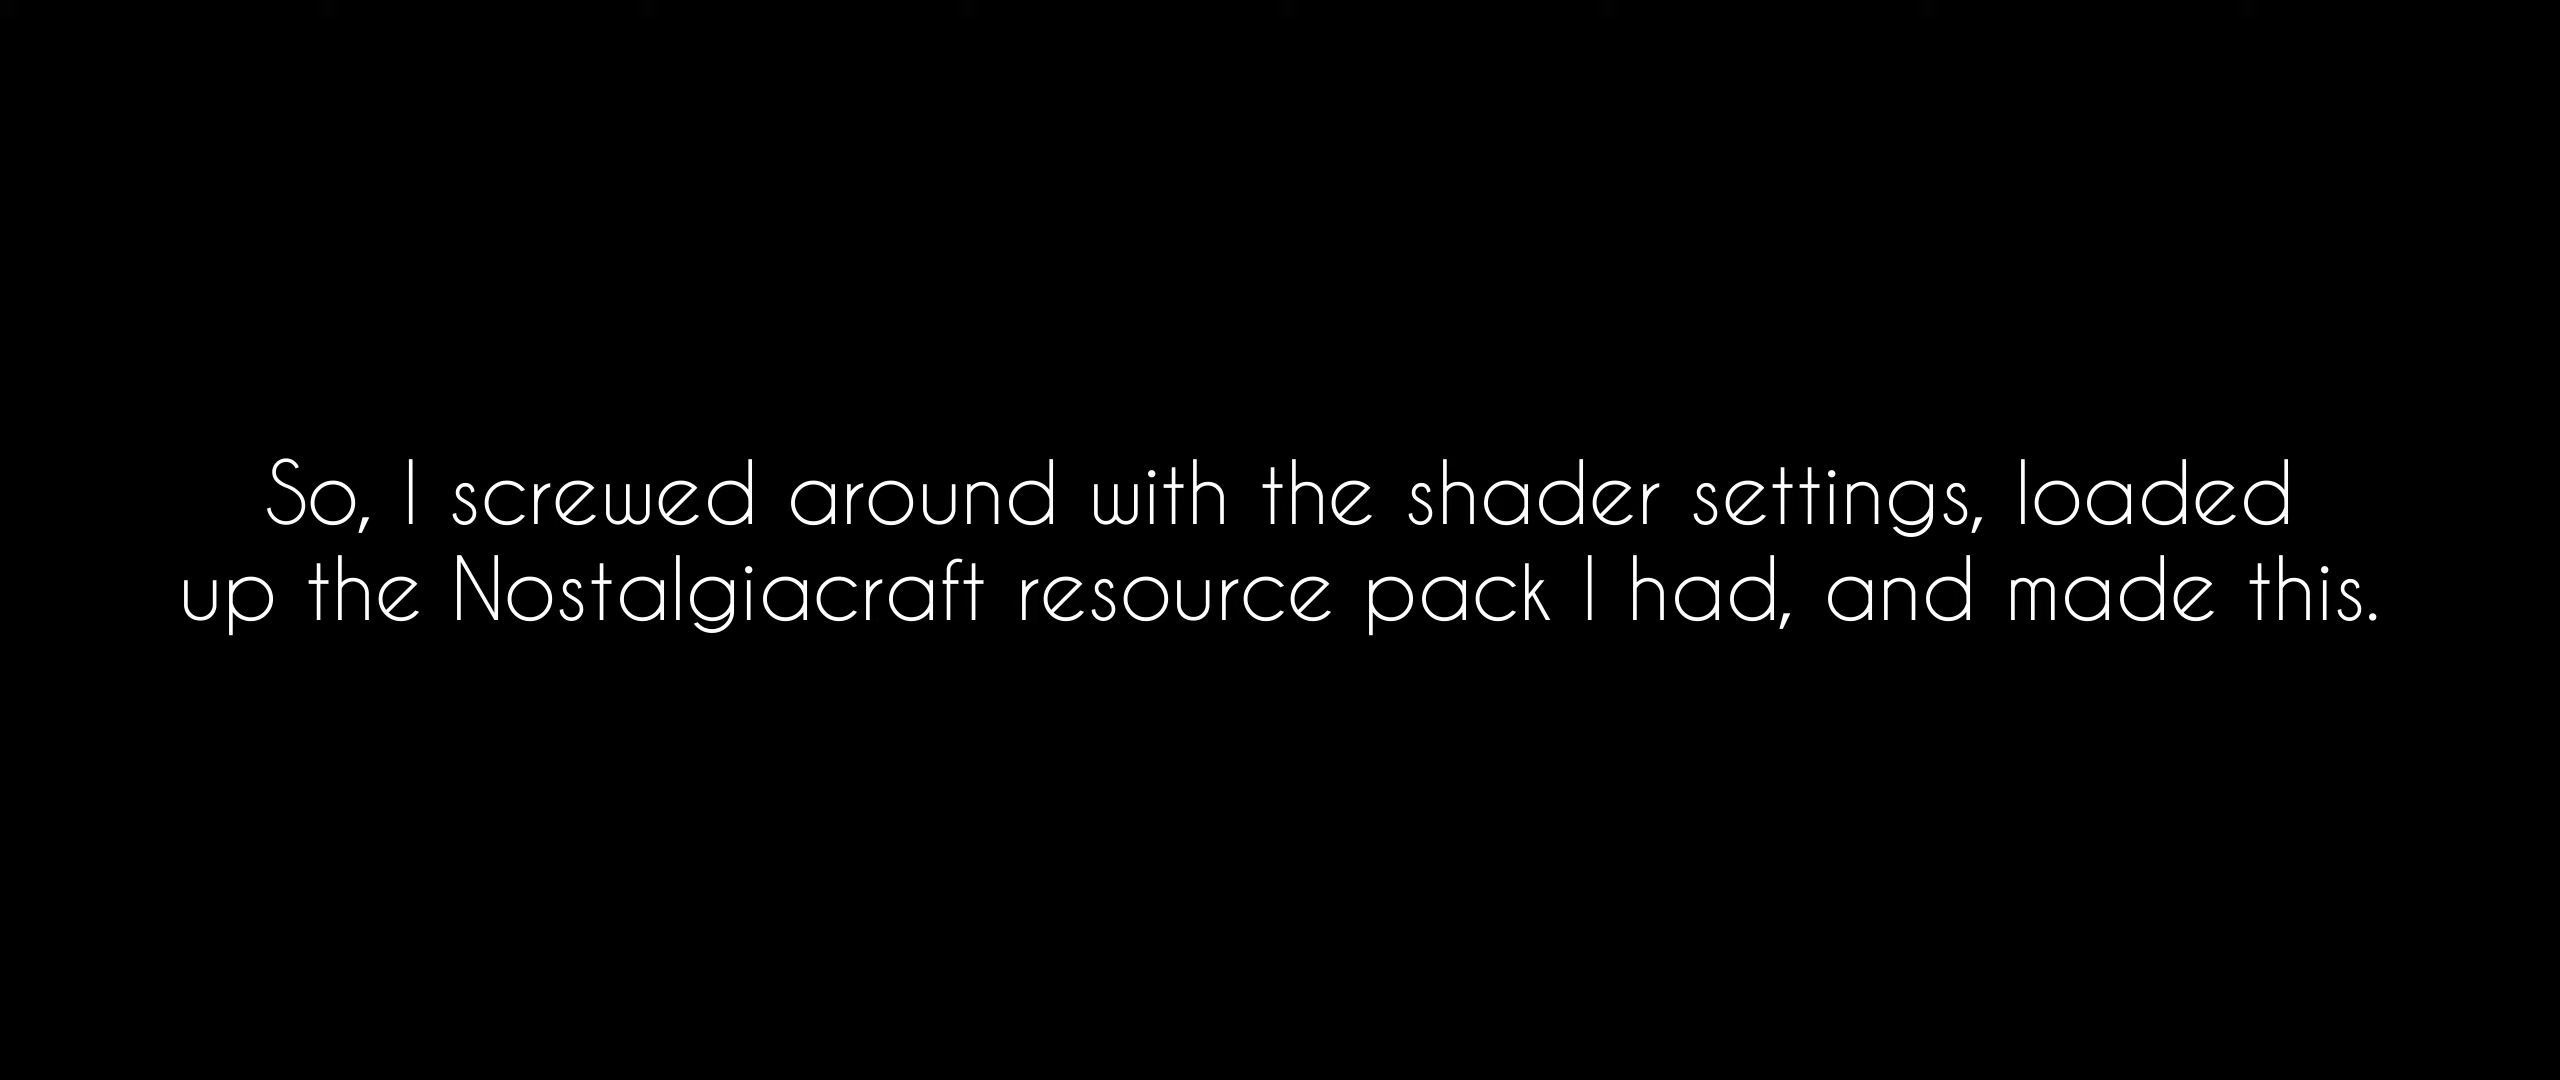 So, I screwed around with the shader settings, loaded
up the Nostalgiacraft resource pack I had, and made this.